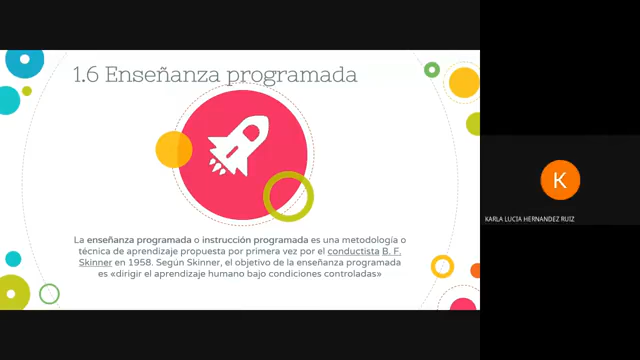 1.6 Enseñanza programada
La enseñanza programada o instrucción programada es una metodología o
técnica de aprendizaje propuesta por primera vez por el conductista B. F.
Skinner en 1958. Según Skinner, el objetivo de la enseñanza programada
es «dirigir el aprendizaje humano bajo condiciones controladas»
K
KARLA LUCIA HERNANDEZ RUIZ